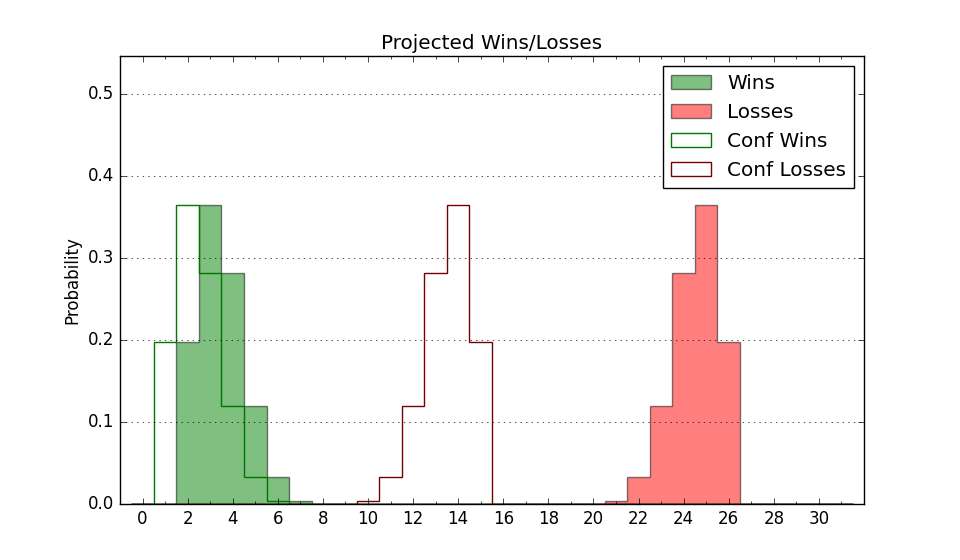 Projected Wins/Losses
Wins
Losses
Conf Wins
Conf Losses
Probability
0.5
0.4
0.3
0.2
0.1
0.0
0 2 4 6 8 10 12 14 16 18 20 22 24 26 28 30